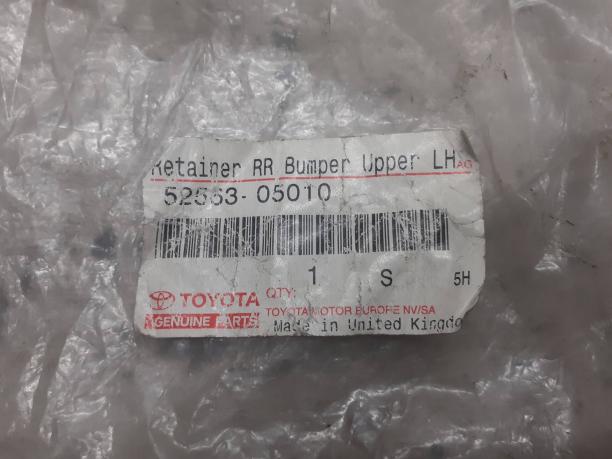 Retainer RR Bumper Upper LH AG
52563-05010
1 S 5H
QTY:
TOYOTA
TOYOTA MOTOR EUROPE NV/SA
GENUINE PARTS
Made in United Kingdo